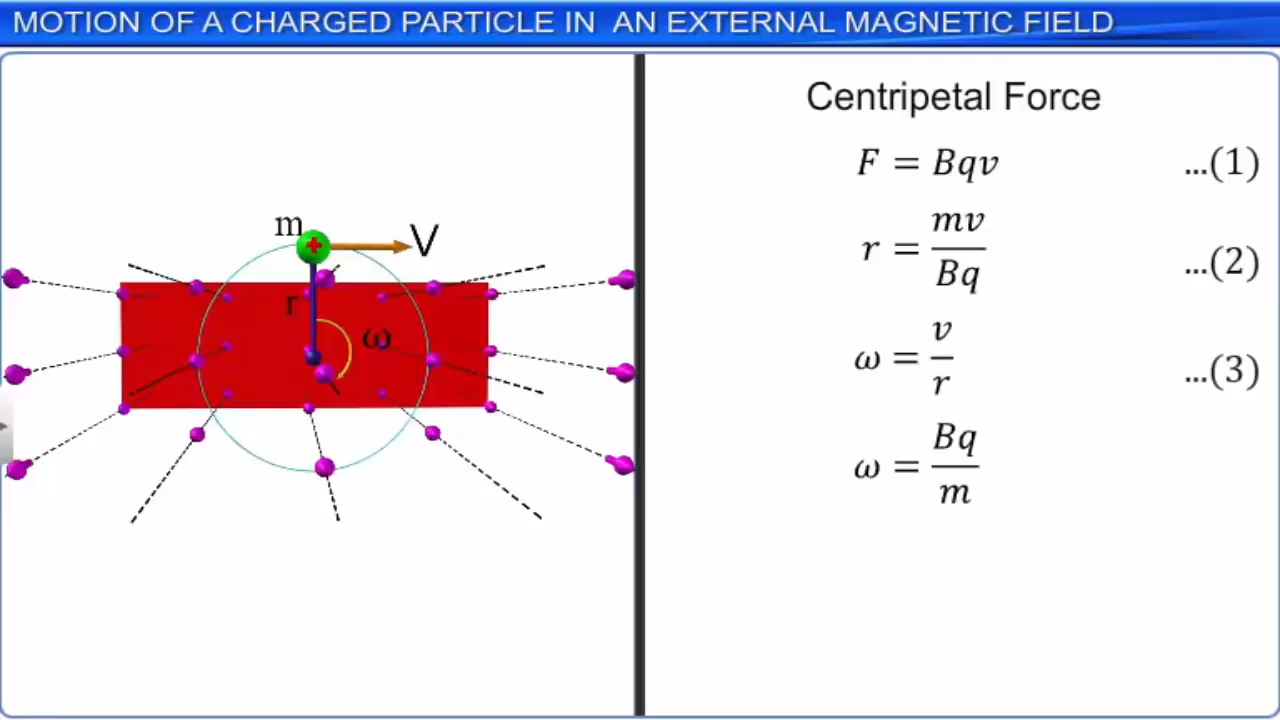 MOTION OF A CHARGED PARTICLE IN AN EXTERNAL MAGNETIC FIELD
m
V
r
ω
Centripetal Force
F = Bqv ...(1)
r = mv/Bq ...(2)
ω = v/r ...(3)
ω = Bq/m